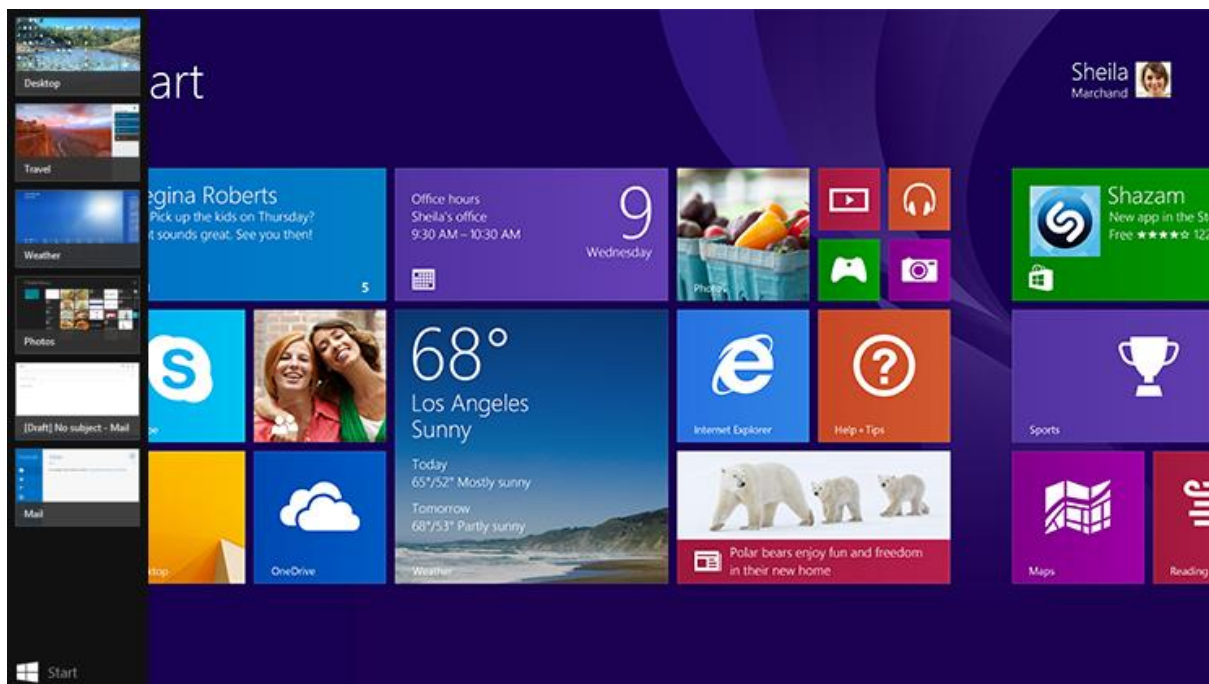 Desktop
Travel
Weather
Photos
[Draft] No subject - Mail
Mail
Start
art
Sheila
Marchand
egina Roberts
Pick up the kids on Thursday?
t sounds great. See you then!
5
Office hours
Sheila's office
9:30 AM – 10:30 AM
9
Wednesday
Photos
Shazam
New app in the St
Free ★★★★☆ 122
S
pe
68°
Los Angeles
Sunny
Today
65°/52° Mostly sunny
Tomorrow
68°/53° Partly sunny
Weather
Internet Explorer
Help+Tips
Sports
ktop
OneDrive
Polar bears enjoy fun and freedom
in their new home
Maps
Reading